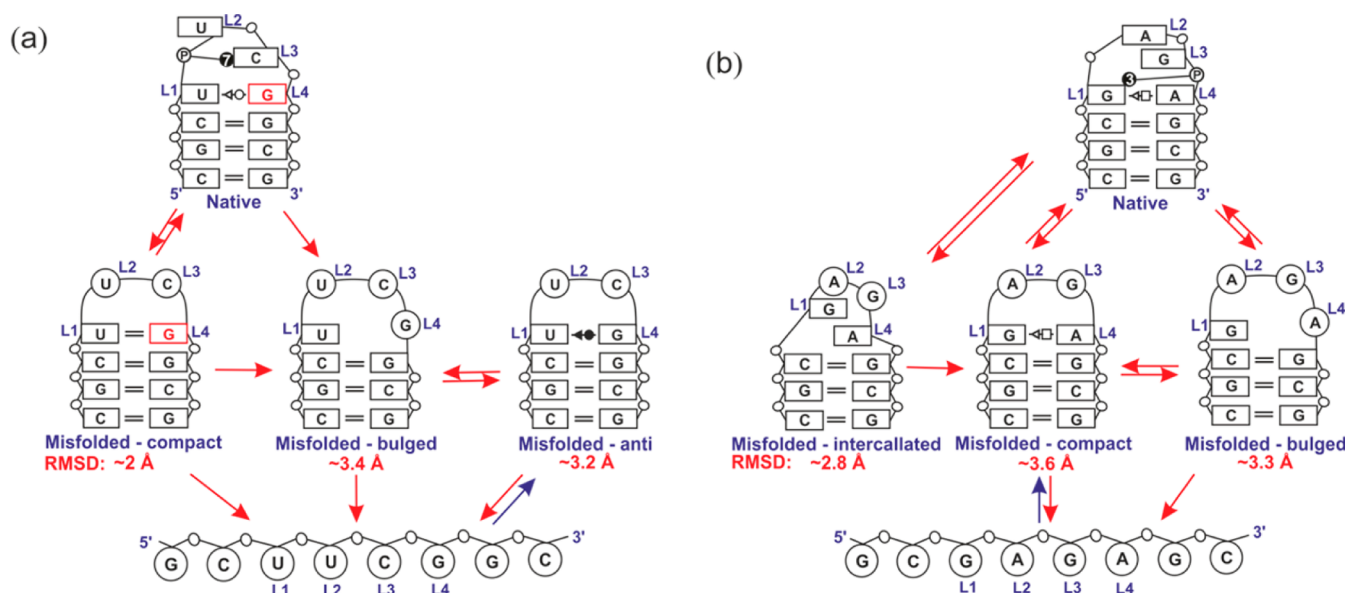 (a)
U L2
P 7 C L3
L1 U G L4
C = G
G = C
C = G
5' 3'
Native
L2 L3
U C
L1 U = G L4
C = G
G = C
C = G
Misfolded - compact
RMSD: ~2 Å
L2 L3
U C
L1 U G L4
C = G
G = C
C = G
Misfolded - bulged
~3.4 Å
L2 L3
U C
L1 U G L4
C = G
G = C
C = G
Misfolded - anti
~3.2 Å
5' 3'
G C U U C G G C
L1 L2 L3 L4
(b)
A L2
G L3
3 P
L1 G A L4
C = G
G = C
C = G
5' 3'
Native
L2
A G L3
L1 G
A L4
C = G
G = C
C = G
Misfolded - intercallated
RMSD: ~2.8 Å
L2 L3
A G
L1 G A L4
C = G
G = C
C = G
Misfolded - compact
~3.6 Å
L2 L3
A G
L4
L1 G A
C = G
G = C
C = G
Misfolded - bulged
~3.3 Å
5' 3'
G C G A G A G C
L1 L2 L3 L4